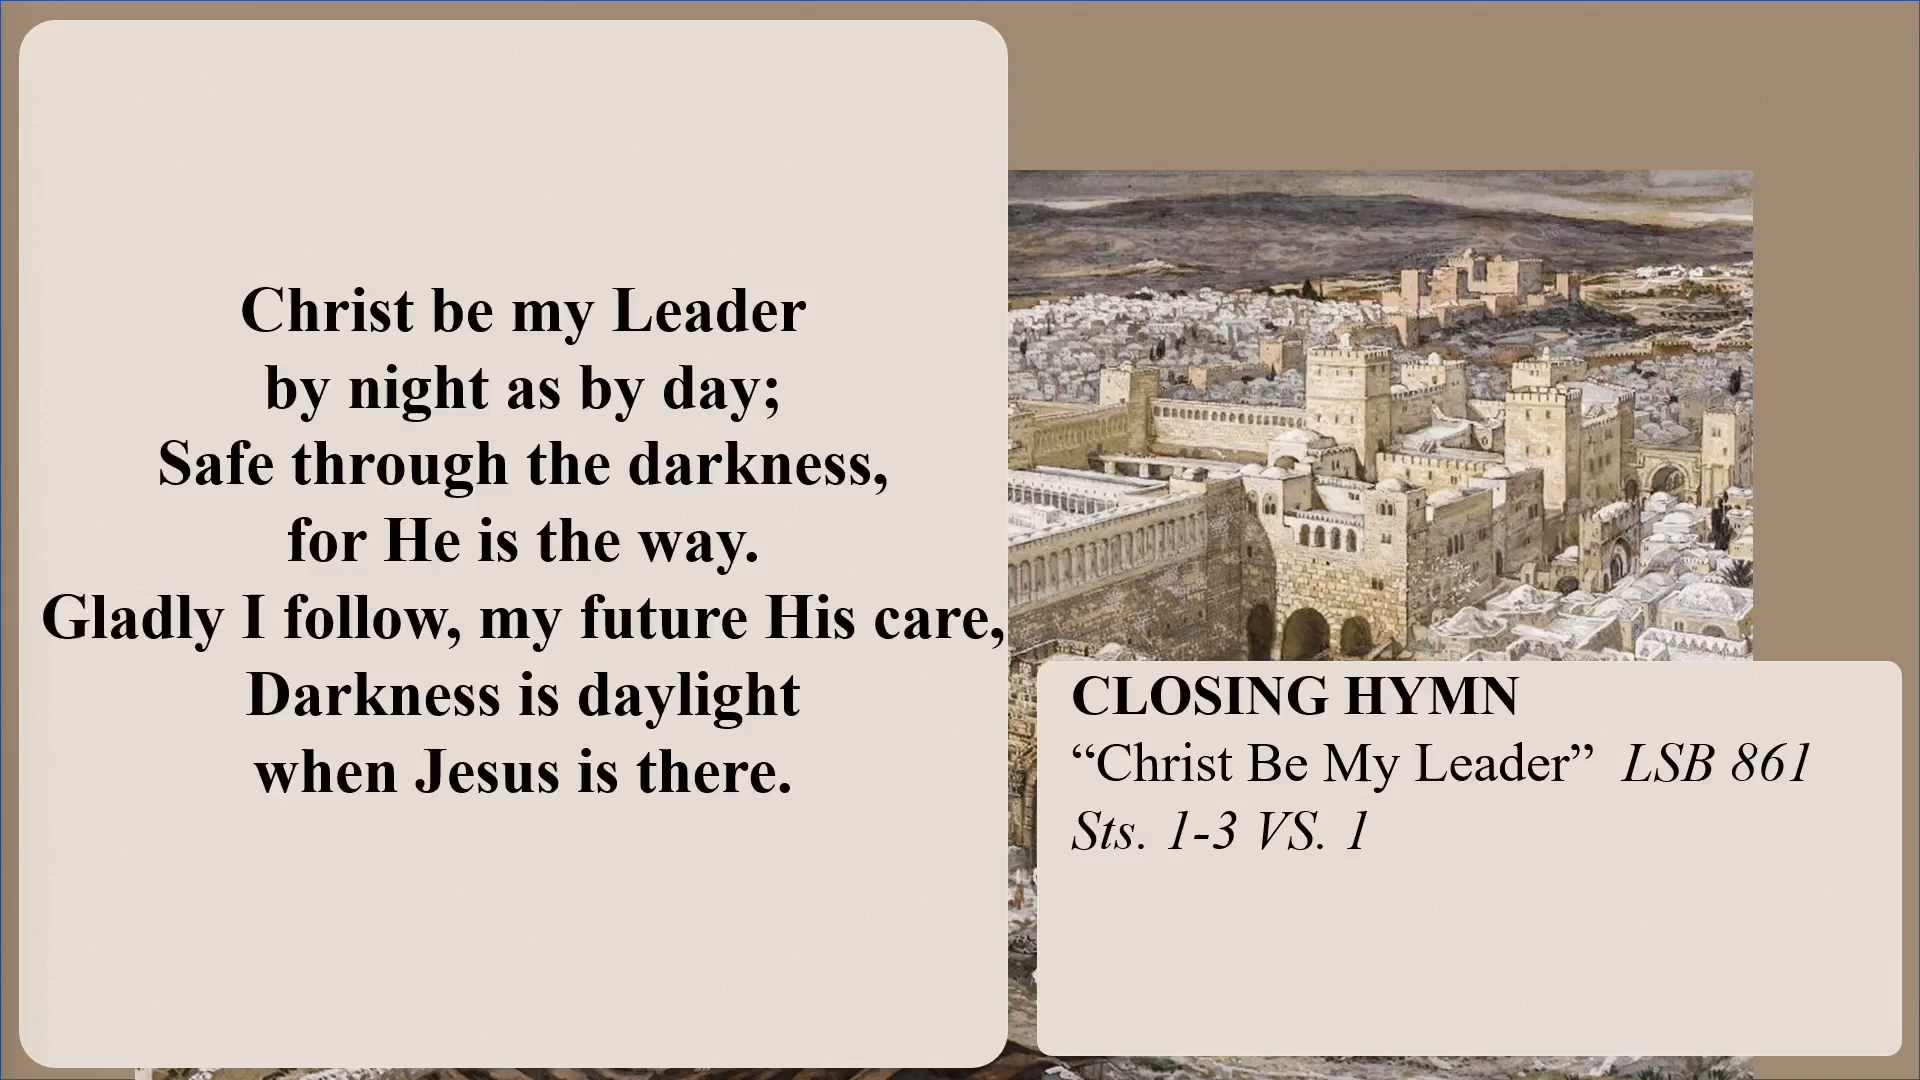 Christ be my Leader
by night as by day;
Safe through the darkness,
for He is the way.
Gladly I follow, my future His care,
Darkness is daylight
when Jesus is there.
CLOSING HYMN
“Christ Be My Leader” LSB 861
Sts. 1-3 VS. 1